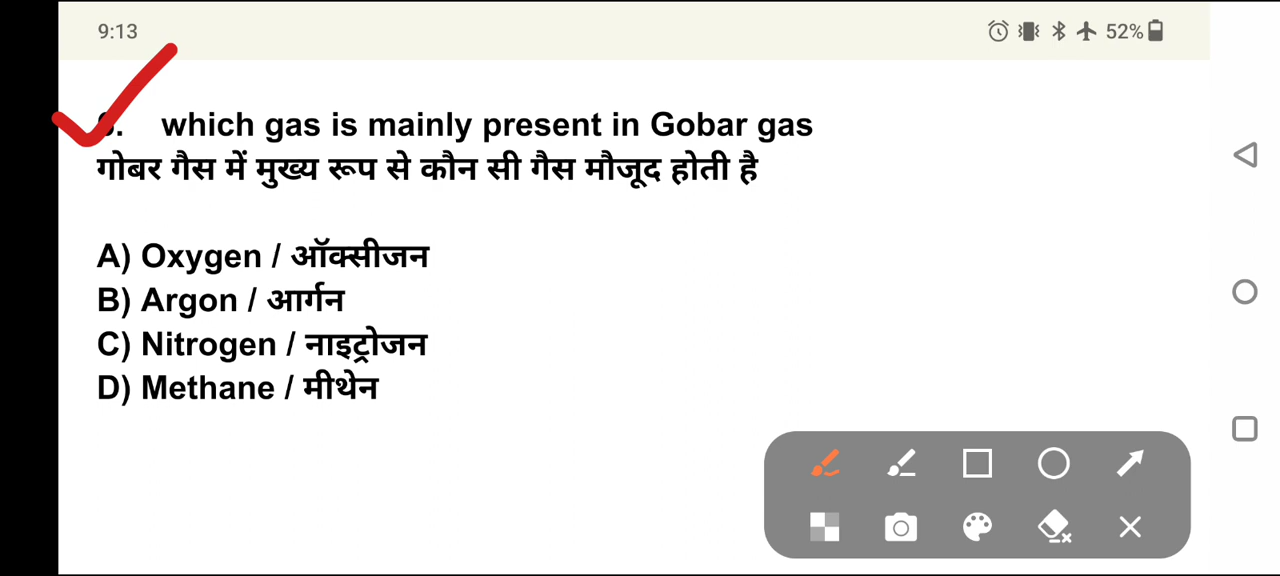 9:13
52%
which gas is mainly present in Gobar gas
गोबर गैस में मुख्य रूप से कौन सी गैस मौजूद होती है
A) Oxygen / ऑक्सीजन
B) Argon / आर्गन
C) Nitrogen / नाइट्रोजन
D) Methane / मीथेन